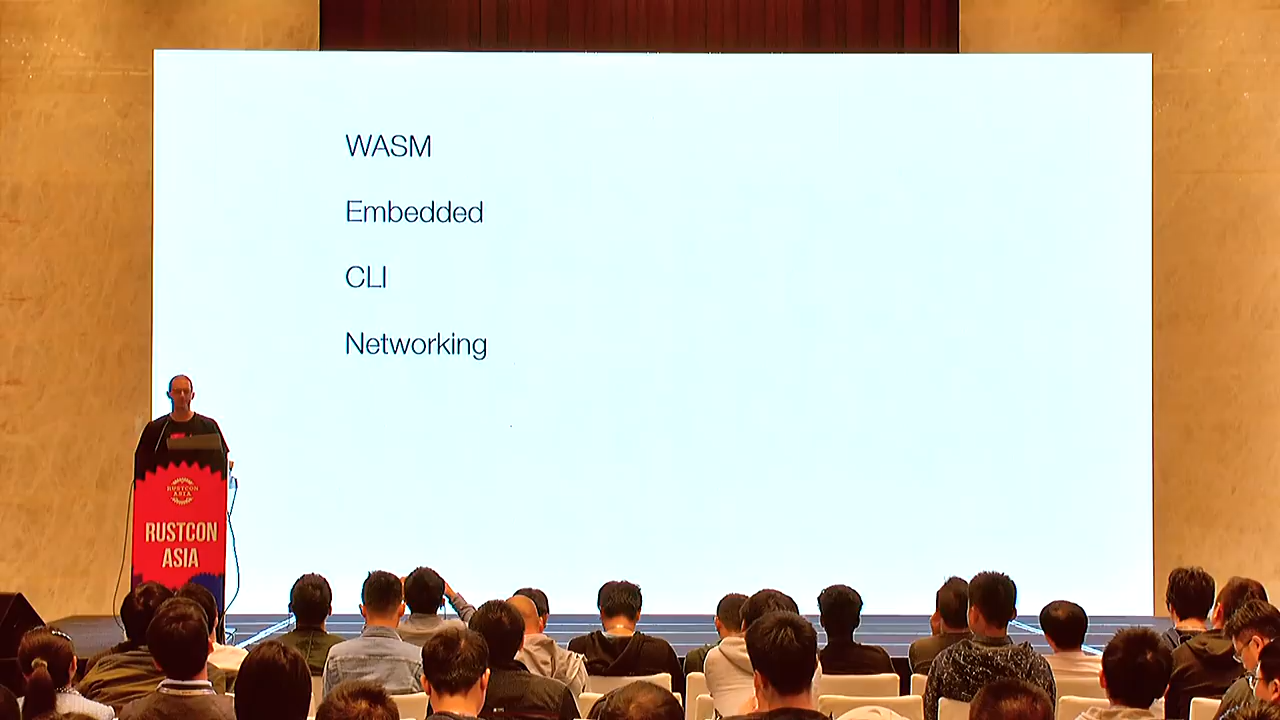 WASM
Embedded
CLI
Networking
RUSTCON
ASIA
RUSTCON
ASIA